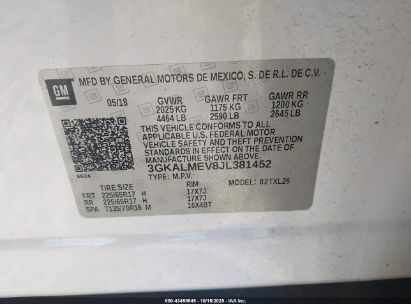 GM
MFD BY GENERAL MOTORS DE MEXICO, S. DE R.L. DE C.V.
05/18 GVWR GAWR FRT GAWR RR
2025 KG 1175 KG 1200 KG
4464 LB 2590 LB 2645 LB
THIS VEHICLE CONFORMS TO ALL
APPLICABLE U.S. FEDERAL MOTOR
VEHICLE SAFETY AND THEFT
PREVENTION STANDARDS IN EFFECT
ON THE DATE OF MANUFACTURE
SHOWN ABOVE.
3GKALMEV8JL381452
TYPE: M.P.V. MODEL: 82TXL26
TIRE SIZE RIM
FRT 225/65R17 H 17X7J
RR 225/65R17 H 17X7J
SPA T135/70R16 M 16X4BT